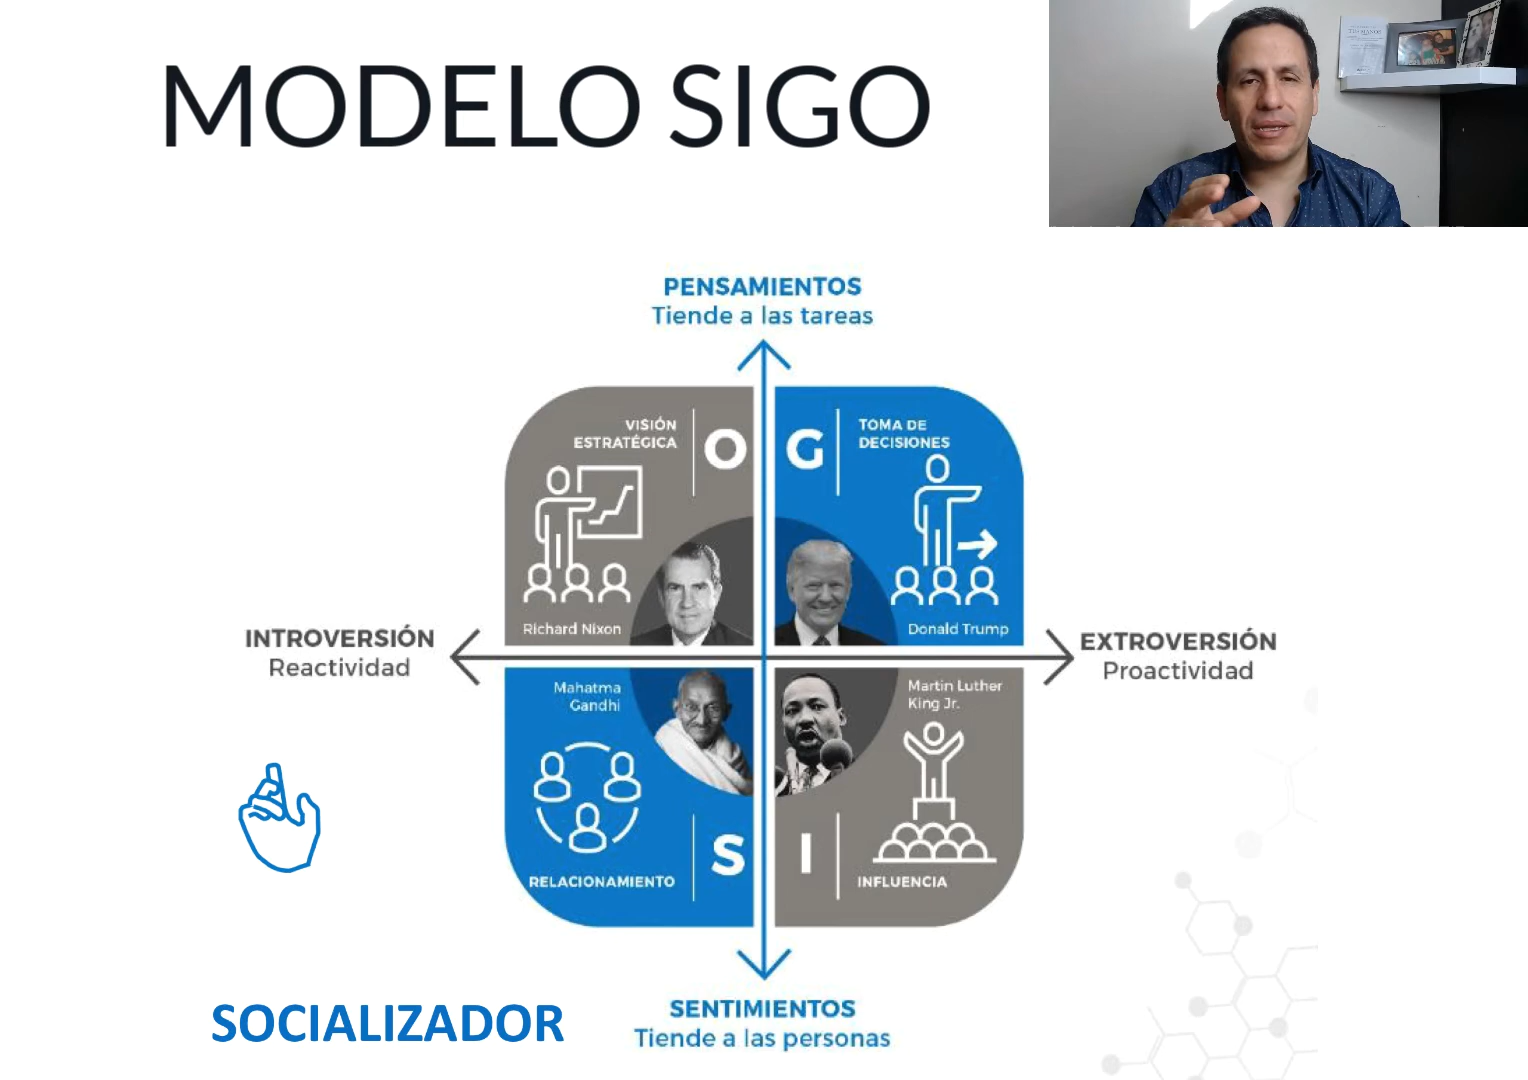 MODELO SIGO
PENSAMIENTOS
Tiende a las tareas
VISIÓN
ESTRATÉGICA
O
G
TOMA DE
DECISIONES
Richard Nixon
Donald Trump
INTROVERSIÓN
Reactividad
EXTROVERSIÓN
Proactividad
Mahatma
Gandhi
Martin Luther
King Jr.
RELACIONAMIENTO
S
I
INFLUENCIA
SOCIALIZADOR
SENTIMIENTOS
Tiende a las personas